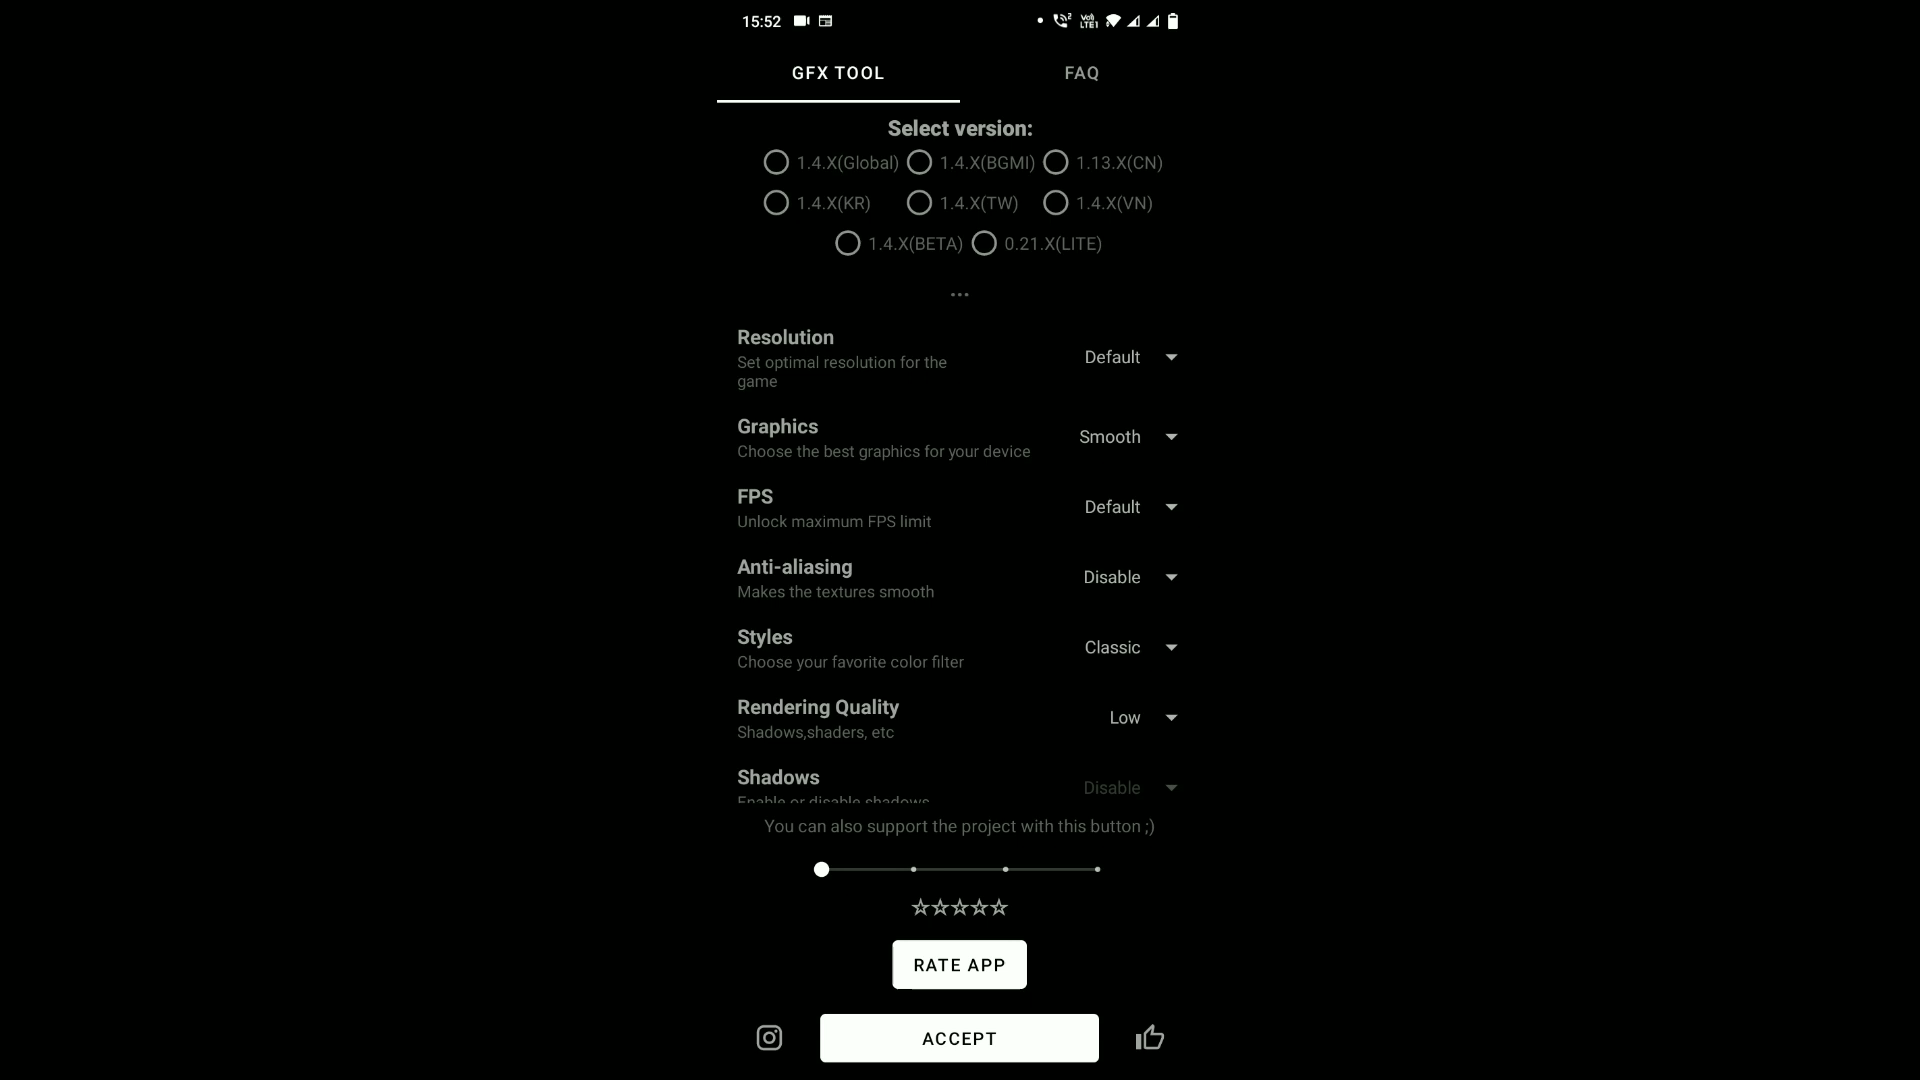 15:52
GFX TOOL FAQ
Select version:
1.4.X(Global) 1.4.X(BGMI) 1.13.X(CN)
1.4.X(KR) 1.4.X(TW) 1.4.X(VN)
1.4.X(BETA) 0.21.X(LITE)
...
Resolution
Set optimal resolution for the
game
Default
Graphics
Choose the best graphics for your device
Smooth
FPS
Unlock maximum FPS limit
Default
Anti-aliasing
Makes the textures smooth
Disable
Styles
Choose your favorite color filter
Classic
Rendering Quality
Shadows,shaders, etc
Low
Shadows
Enable or disable shadows
Disable
You can also support the project with this button ;)
RATE APP
ACCEPT